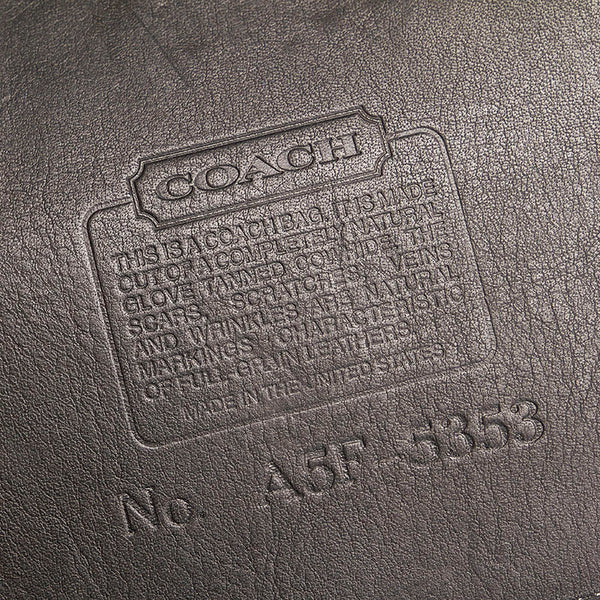 COACH
THIS IS A COACH BAG. IT IS MADE
OUT OF A COMPLETELY NATURAL
GLOVE TANNED COWHIDE, THE
SCARS, SCRATCHES, VEINS
AND WRINKLES ARE NATURAL
MARKINGS CHARACTERISTIC
OF FULL GRAIN LEATHERS.
MADE IN THE UNITED STATES
No. A5F-5353